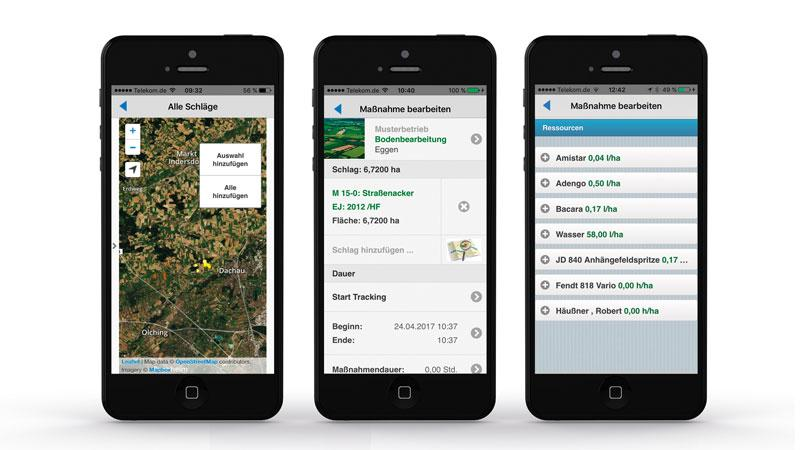 Telekom.de 09:32 56 %
Alle Schläge
+
−
Auswahl
hinzufügen
Alle
hinzufügen
Markt
Indersdorf
Erdweg
Dachau
Olching
Leaflet | Map data © OpenStreetMap contributors,
Imagery © Mapbox
Telekom.de 10:40 100 %
Maßnahme bearbeiten
Musterbetrieb
Bodenbearbeitung
Eggen
Schlag: 6,7200 ha
M 15-0: Straßenacker
EJ: 2012 /HF
Fläche: 6,7200 ha
Schlag hinzufügen ...
Dauer
Start Tracking
Beginn: 24.04.2017 10:37
Ende: 10:37
Maßnahmendauer: 0,00 Std.
Telekom.de 12:42 49 %
Maßnahme bearbeiten
Ressourcen
Amistar 0,04 l/ha
Adengo 0,50 l/ha
Bacara 0,17 l/ha
Wasser 58,00 l/ha
JD 840 Anhängefeldspritze 0,17 ...
Fendt 818 Vario 0,00 h/ha
Häußner , Robert 0,00 h/ha